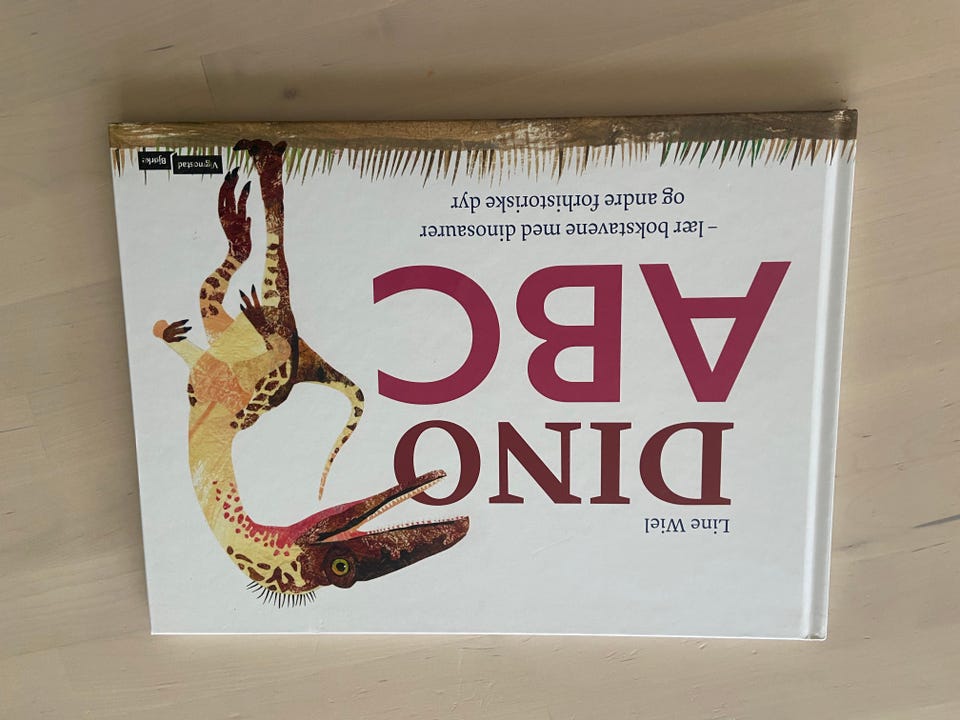 Line Wiel
DINO
ABC
– lær bokstavene med dinosaurer
og andre forhistoriske dyr
Vigmostad
Bjørke